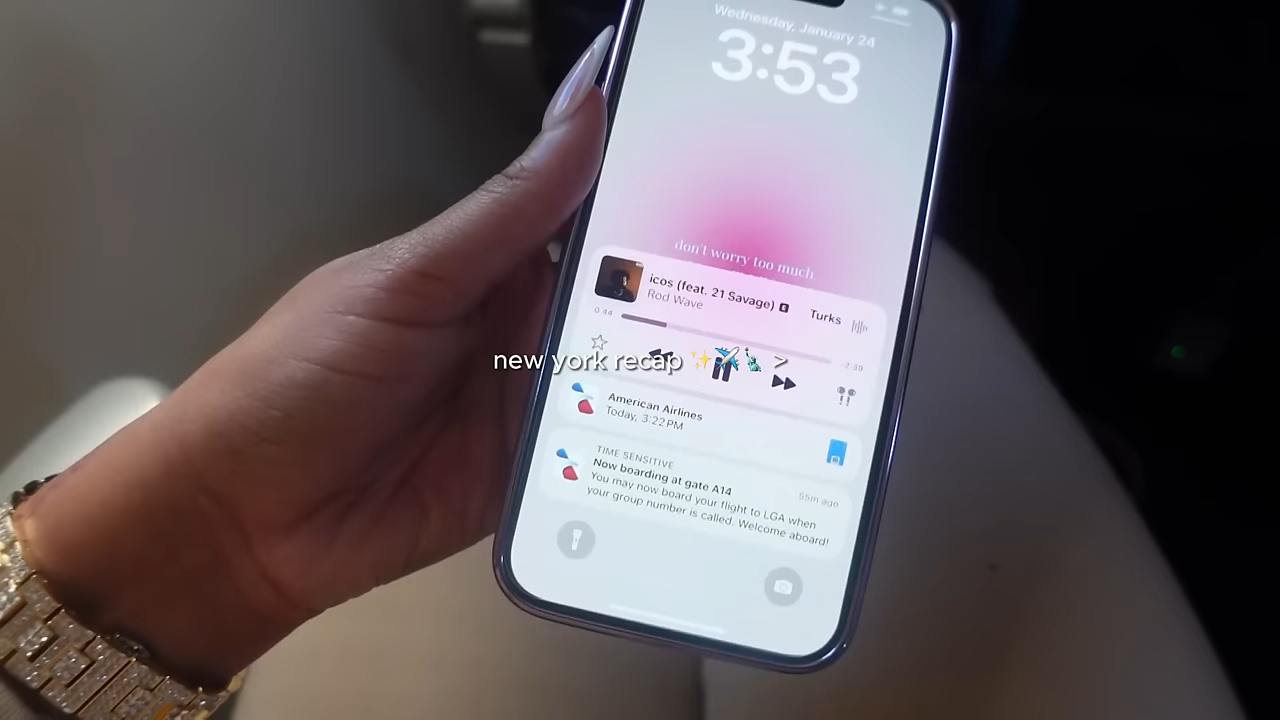 Wednesday, January 24
3:53
don't worry too much
icos (feat. 21 Savage) E
Turks
Rod Wave
0:44
-2:39
new york recap ✨✈️🗽 >
American Airlines
Today, 3:22 PM
TIME SENSITIVE
55m ago
Now boarding at gate A14
You may now board your flight to LGA when
your group number is called. Welcome aboard!